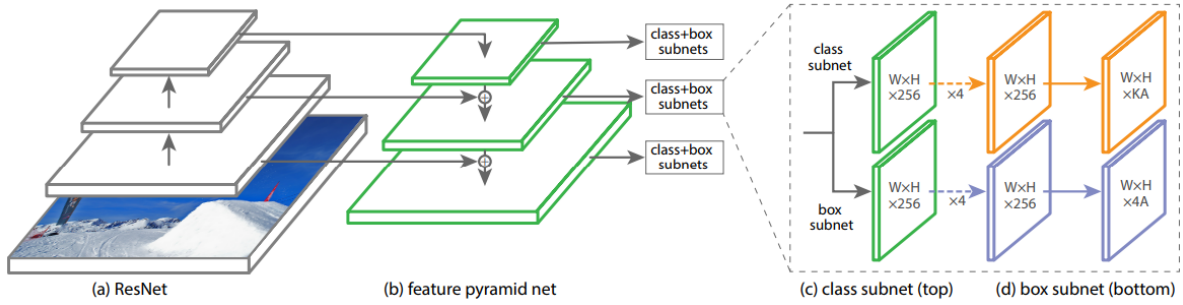 class+box
subnets
class+box
subnets
class+box
subnets
class
subnet
W×H
×256
×4
W×H
×256
W×H
×KA
box
subnet
W×H
×256
×4
W×H
×256
W×H
×4A
(a) ResNet
(b) feature pyramid net
(c) class subnet (top)
(d) box subnet (bottom)